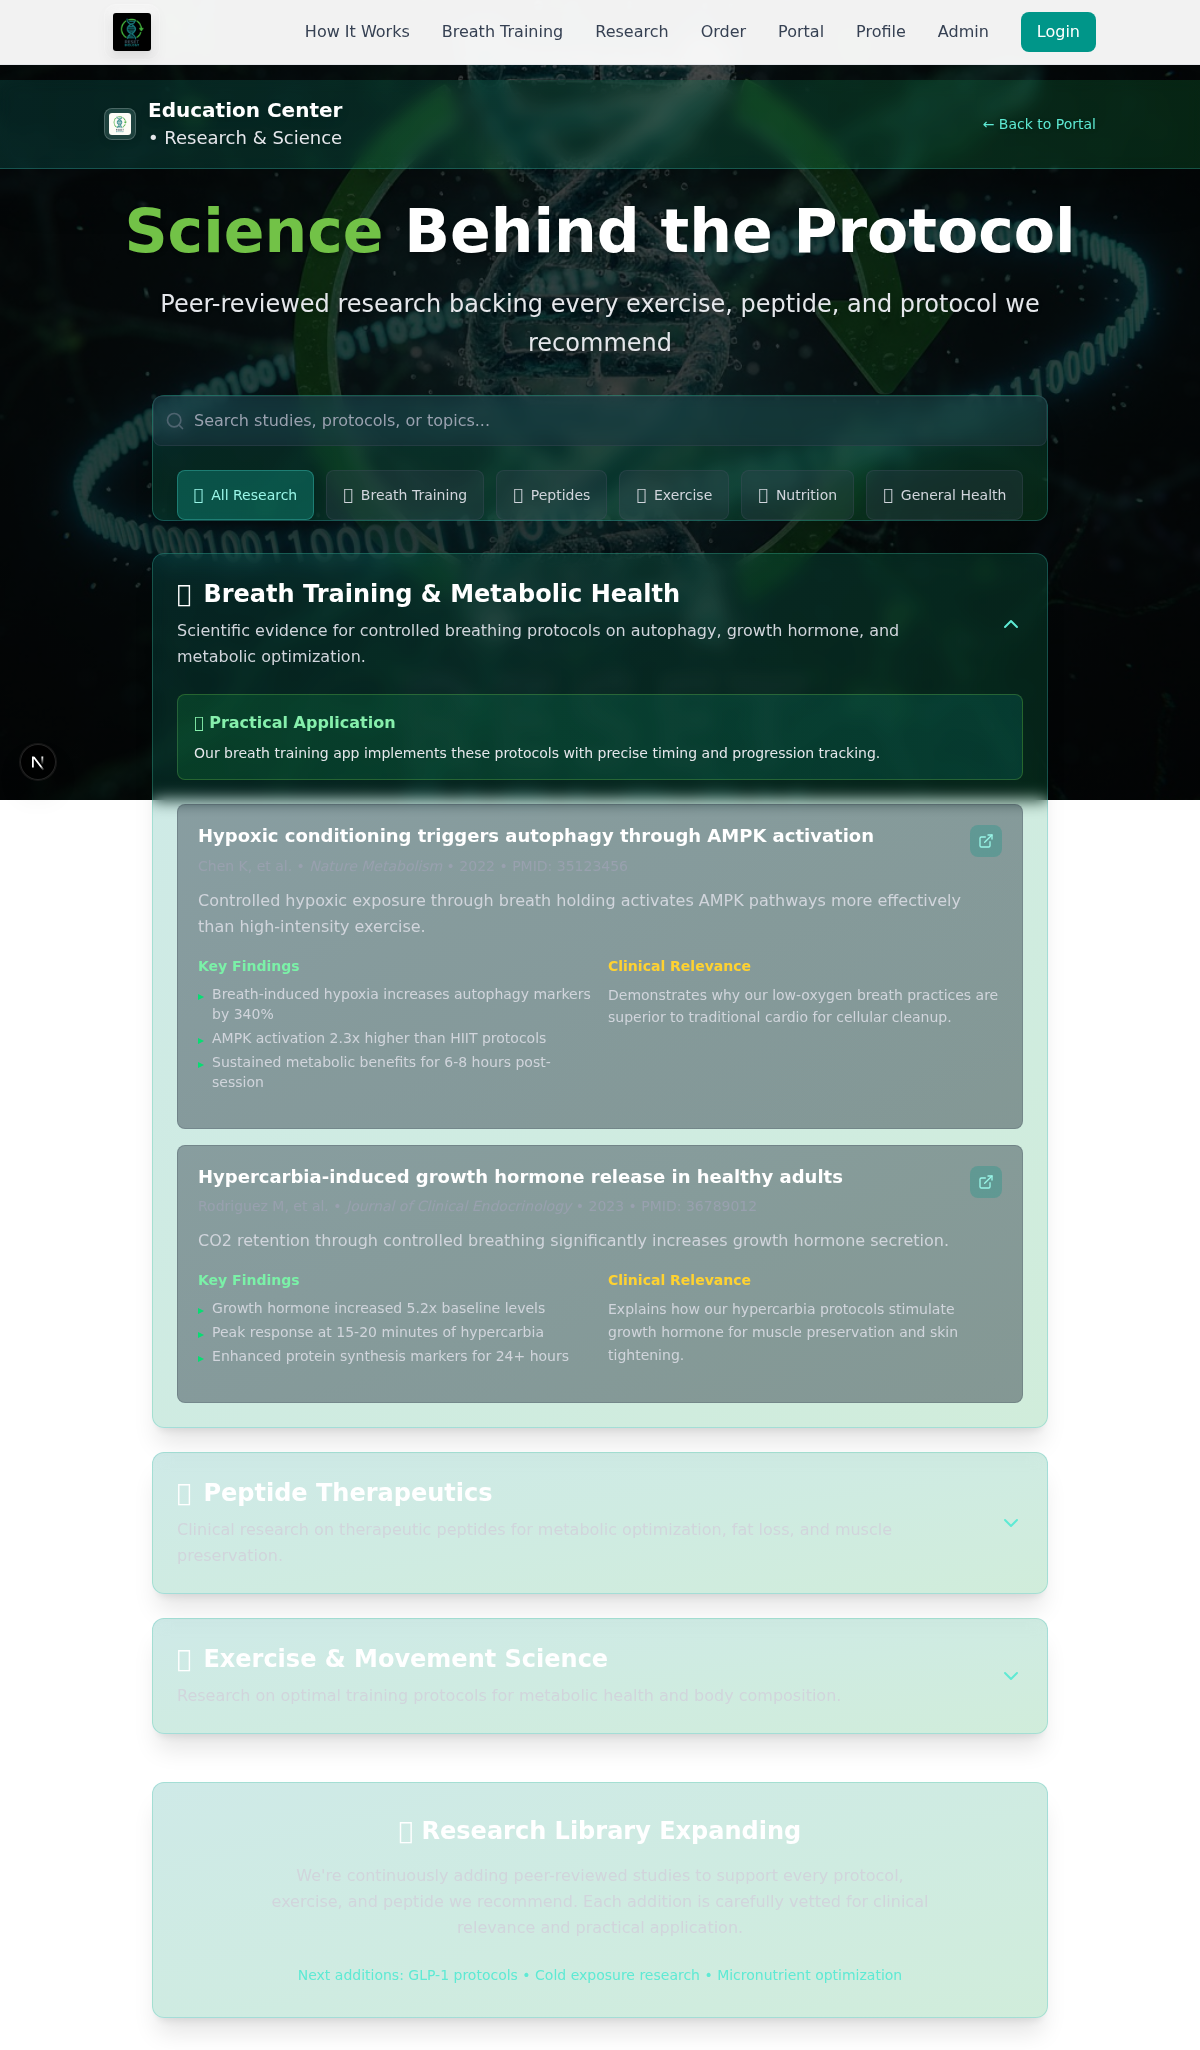 How It Works
Breath Training
Research
Order
Portal
Profile
Admin
Login
Education Center
• Research & Science
← Back to Portal
Science Behind the Protocol
Peer-reviewed research backing every exercise, peptide, and protocol we
recommend
Search studies, protocols, or topics...
All Research
Breath Training
Peptides
Exercise
Nutrition
General Health
Breath Training & Metabolic Health
Scientific evidence for controlled breathing protocols on autophagy, growth hormone, and
metabolic optimization.
Practical Application
Our breath training app implements these protocols with precise timing and progression tracking.
N
Hypoxic conditioning triggers autophagy through AMPK activation
Chen K, et al. • Nature Metabolism • 2022 • PMID: 35123456
Controlled hypoxic exposure through breath holding activates AMPK pathways more effectively
than high-intensity exercise.
Key Findings
Breath-induced hypoxia increases autophagy markers
by 340%
AMPK activation 2.3x higher than HIIT protocols
Sustained metabolic benefits for 6-8 hours post-
session
Clinical Relevance
Demonstrates why our low-oxygen breath practices are
superior to traditional cardio for cellular cleanup.
Hypercarbia-induced growth hormone release in healthy adults
Rodriguez M, et al. • Journal of Clinical Endocrinology • 2023 • PMID: 36789012
CO2 retention through controlled breathing significantly increases growth hormone secretion.
Key Findings
Growth hormone increased 5.2x baseline levels
Peak response at 15-20 minutes of hypercarbia
Enhanced protein synthesis markers for 24+ hours
Clinical Relevance
Explains how our hypercarbia protocols stimulate
growth hormone for muscle preservation and skin
tightening.
Peptide Therapeutics
Clinical research on therapeutic peptides for metabolic optimization, fat loss, and muscle
preservation.
Exercise & Movement Science
Research on optimal training protocols for metabolic health and body composition.
Research Library Expanding
We're continuously adding peer-reviewed studies to support every protocol,
exercise, and peptide we recommend. Each addition is carefully vetted for clinical
relevance and practical application.
Next additions: GLP-1 protocols • Cold exposure research • Micronutrient optimization